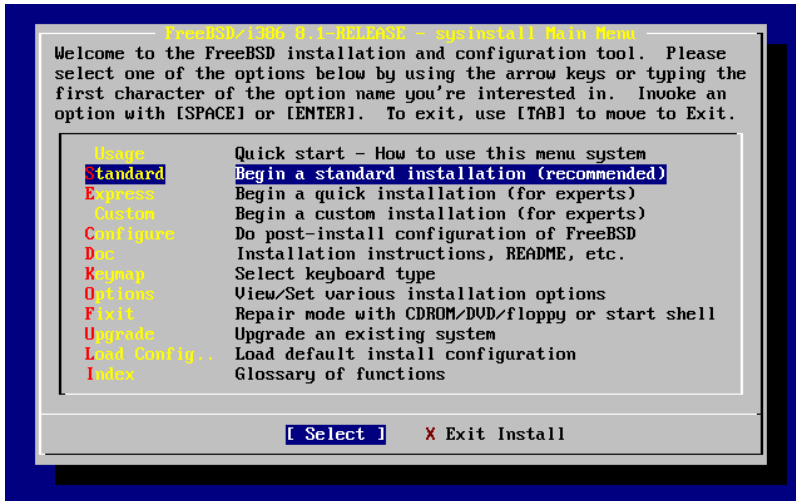 FreeBSD/i386 8.1-RELEASE - sysinstall Main Menu
Welcome to the FreeBSD installation and configuration tool.  Please
select one of the options below by using the arrow keys or typing the
first character of the option name you're interested in.  Invoke an
option with [SPACE] or [ENTER].  To exit, use [TAB] to move to Exit.
Usage Quick start - How to use this menu system
Standard Begin a standard installation (recommended)
Express Begin a quick installation (for experts)
Custom Begin a custom installation (for experts)
Configure Do post-install configuration of FreeBSD
Doc Installation instructions, README, etc.
Keymap Select keyboard type
Options View/Set various installation options
Fixit Repair mode with CDROM/DVD/floppy or start shell
Upgrade Upgrade an existing system
Load Config.. Load default install configuration
Index Glossary of functions
[ Select ] X Exit Install